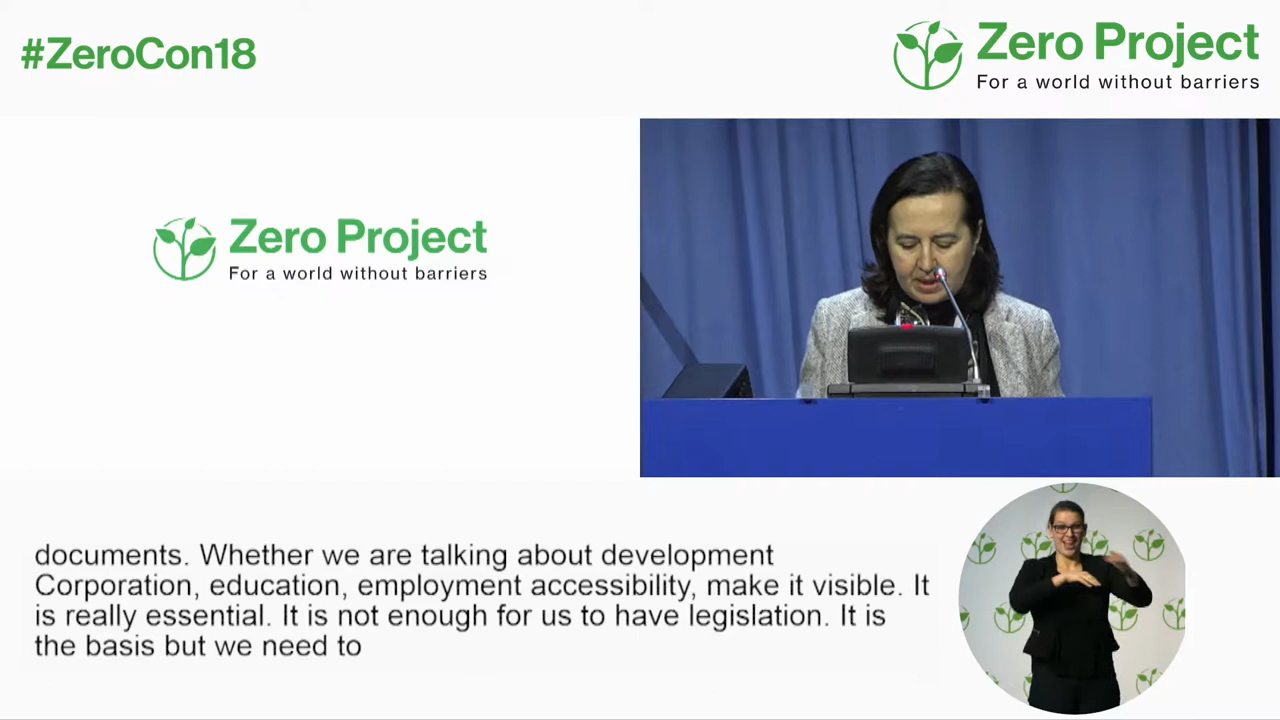 #ZeroCon18
Zero Project
For a world without barriers
Zero Project
For a world without barriers
documents. Whether we are talking about development
Corporation, education, employment accessibility, make it visible. It
is really essential. It is not enough for us to have legislation. It is
the basis but we need to